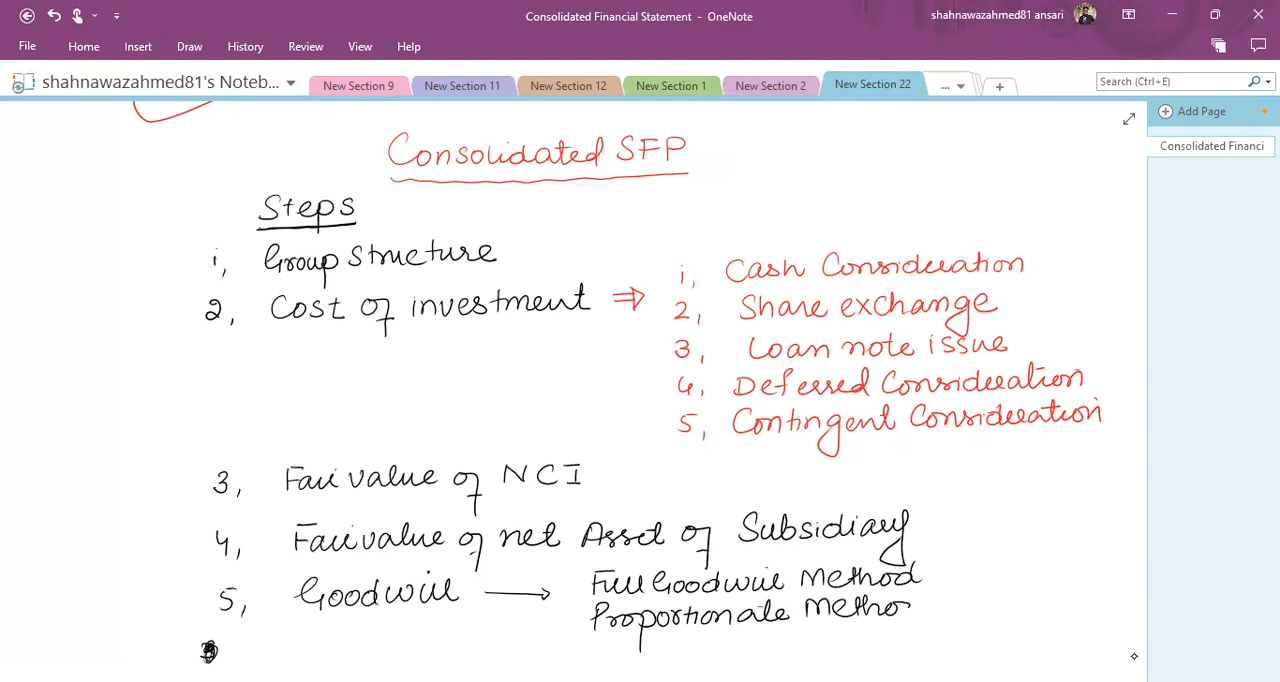 Consolidated Financial Statement - OneNote
shahnawazahmed81 ansari
File Home Insert Draw History Review View Help
shahnawazahmed81's Noteb...
New Section 9
New Section 11
New Section 12
New Section 1
New Section 2
New Section 22
...
Search (Ctrl+E)
Add Page
Consolidated Financi
Consolidated SFP
Steps
1, Group Structure
2, Cost of investment ⇒
1, Cash Consideration
2, Share exchange
3, Loan note issue
4, Deferred Consideration
5, Contingent Consideration
3, Fair value of NCI
4, Fair value of net Asset of Subsidiary
5, Goodwill → Full Goodwill Method
Proportionate Metho